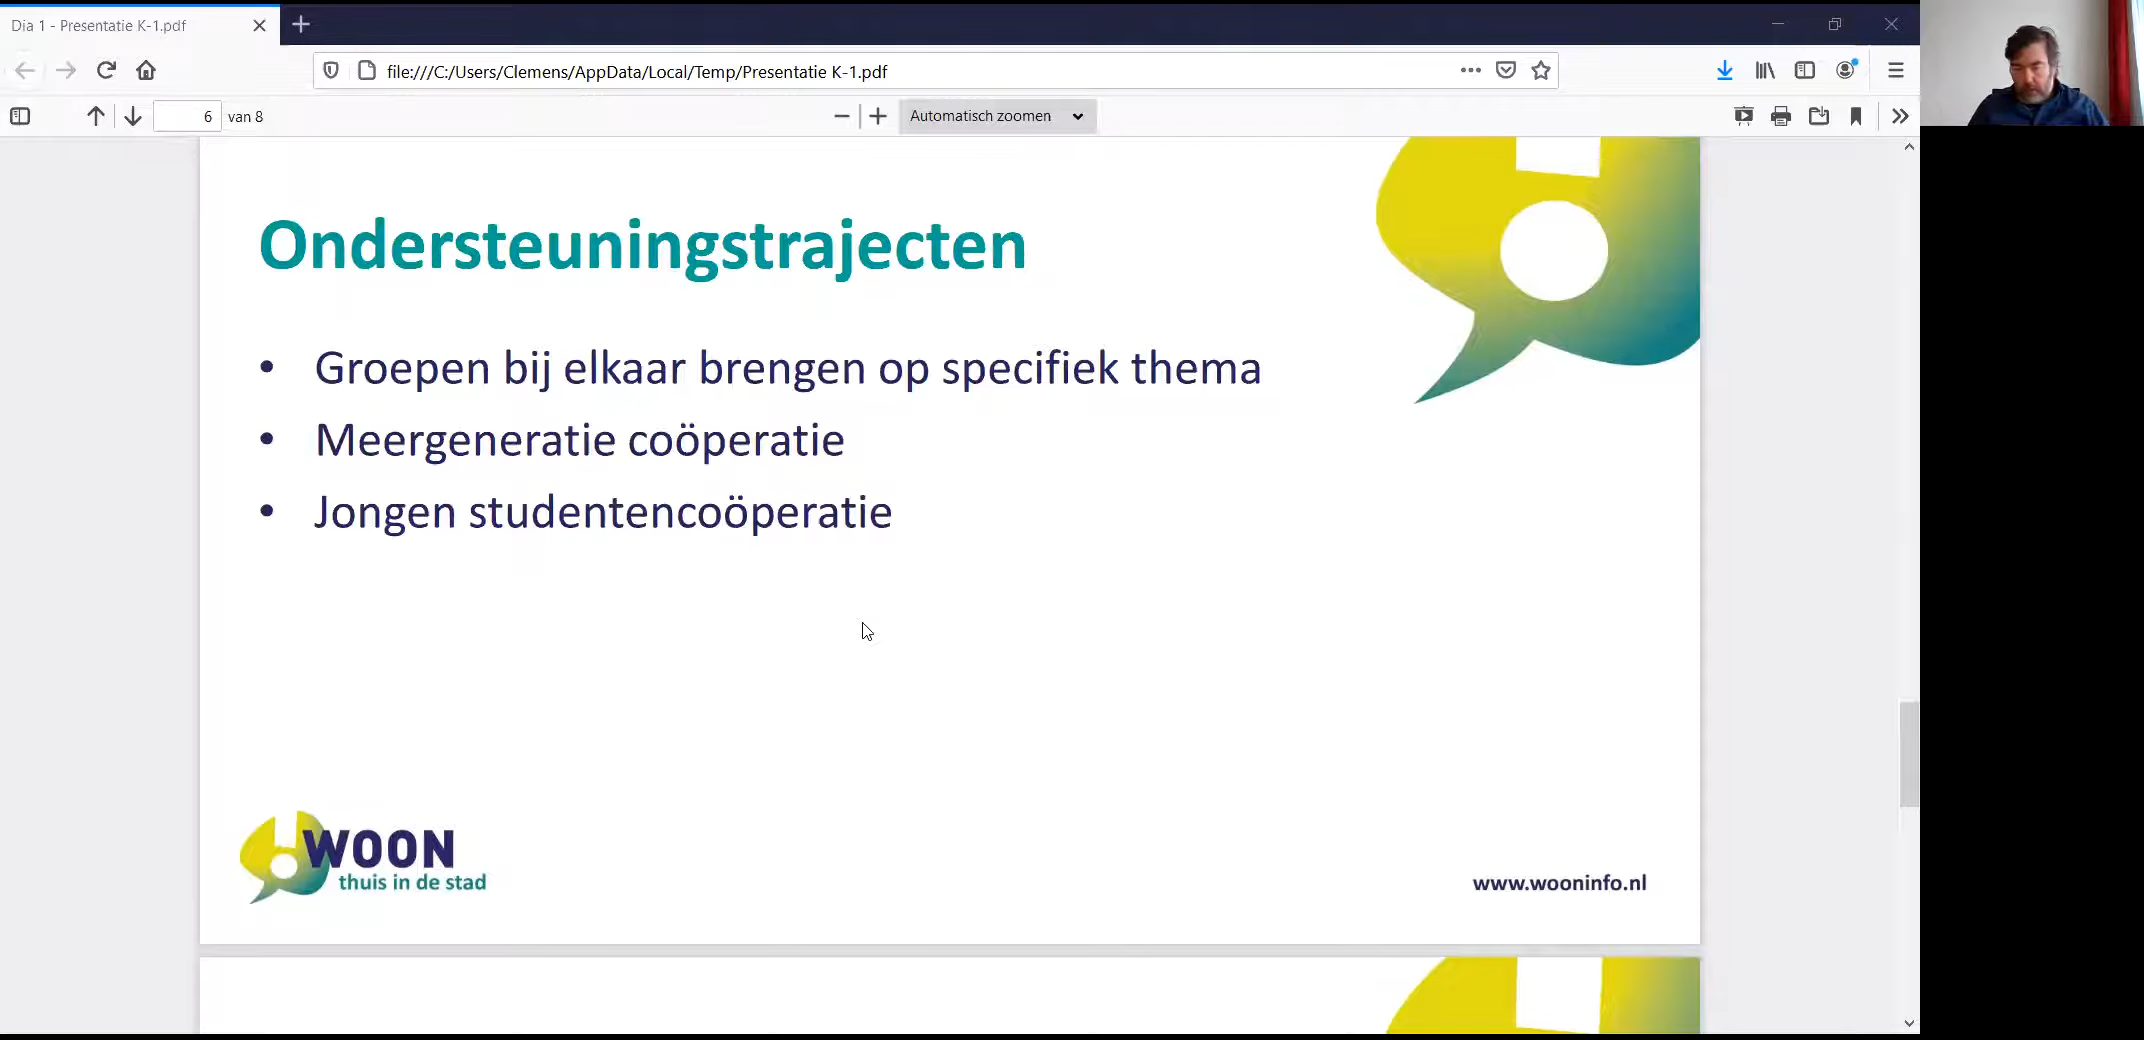 Dia 1 - Presentatie K-1.pdf
file:///C:/Users/Clemens/AppData/Local/Temp/Presentatie K-1.pdf
6 van 8
Automatisch zoomen
Ondersteuningstrajecten
• Groepen bij elkaar brengen op specifiek thema
• Meergeneratie coöperatie
• Jongen studentencoöperatie
!WOON
thuis in de stad
www.wooninfo.nl